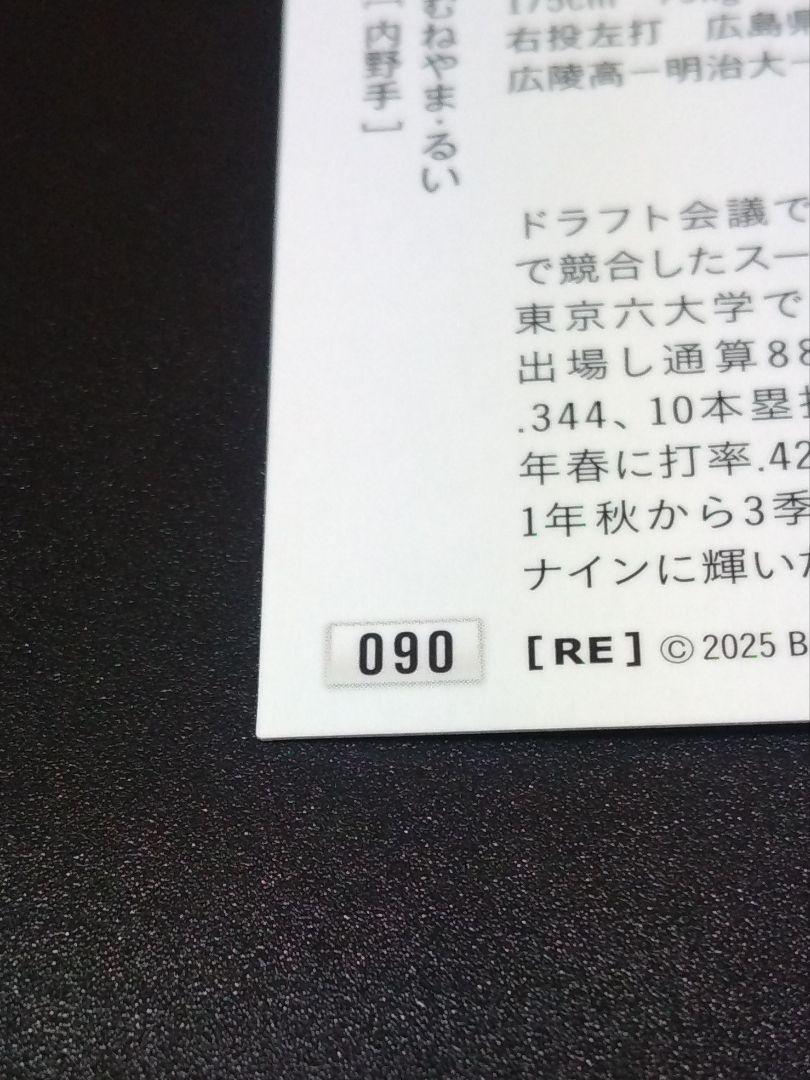 むねやま・るい
[内野手]
175cm
右投左打 広島県
広陵高ー明治大ー
ドラフト会議で
で競合したスー
東京六大学で
出場し通算88
.344、10本塁打
年春に打率.42
1年秋から3季
ナインに輝いた
090
[RE] © 2025 B